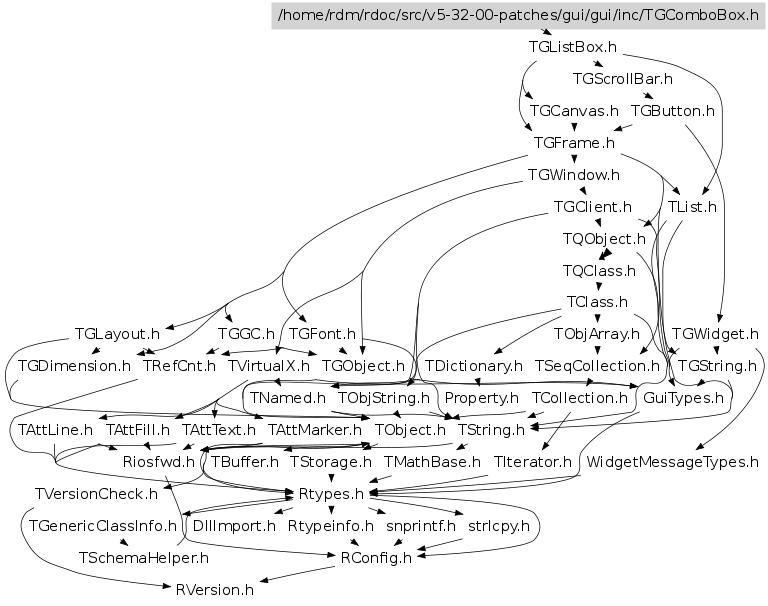 /home/rdm/rdoc/src/v5-32-00-patches/gui/gui/inc/TGComboBox.h
TGListBox.h
TGScrollBar.h
TGCanvas.h
TGButton.h
TGFrame.h
TGWindow.h
TGClient.h
TList.h
TQObject.h
TQClass.h
TClass.h
TGLayout.h
TGGC.h
TGFont.h
TObjArray.h
TGWidget.h
TGDimension.h
TRefCnt.h
TVirtualX.h
TGObject.h
TDictionary.h
TSeqCollection.h
TGString.h
TNamed.h
TObjString.h
Property.h
TCollection.h
GuiTypes.h
TAttLine.h
TAttFill.h
TAttText.h
TAttMarker.h
TObject.h
TString.h
Riosfwd.h
TBuffer.h
TStorage.h
TMathBase.h
TIterator.h
WidgetMessageTypes.h
TVersionCheck.h
Rtypes.h
TGenericClassInfo.h
DllImport.h
Rtypeinfo.h
snprintf.h
strlcpy.h
TSchemaHelper.h
RConfig.h
RVersion.h